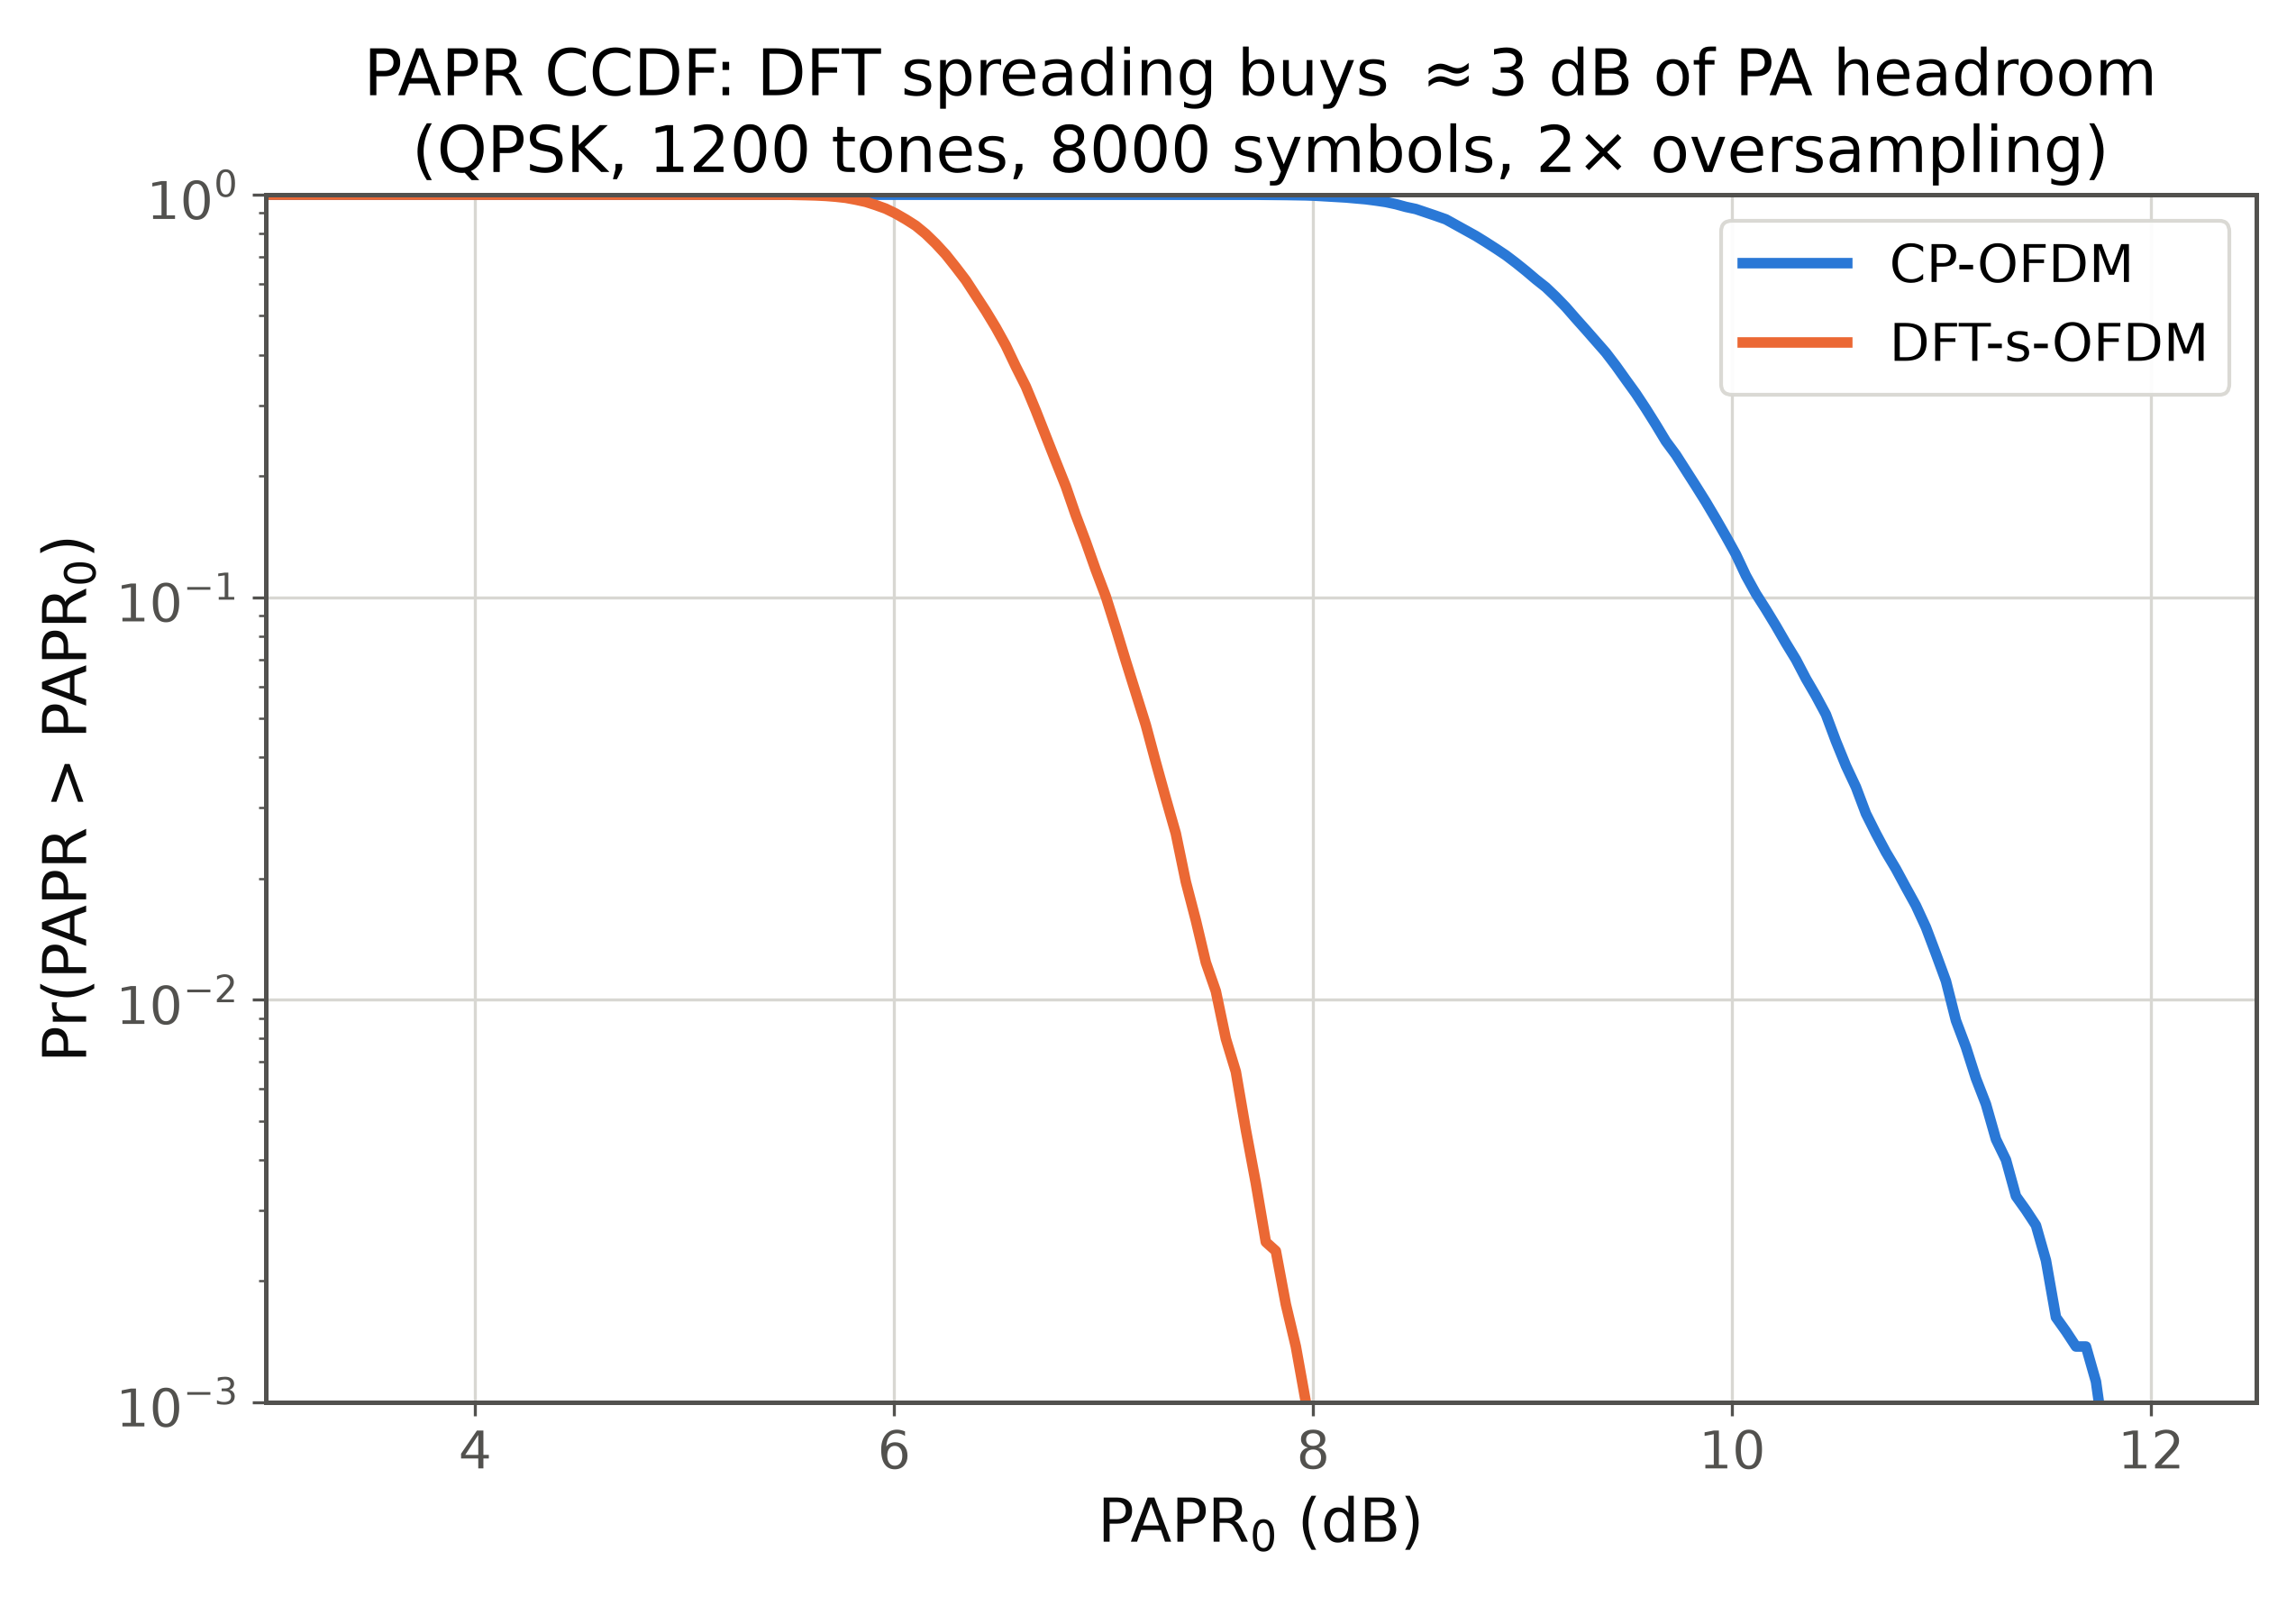 PAPR CCDF: DFT spreading buys ≈ 3 dB of PA headroom
(QPSK, 1200 tones, 8000 symbols, 2× oversampling)
CP-OFDM
DFT-s-OFDM
Pr(PAPR > PAPR₀)
10⁰
10⁻¹
10⁻²
10⁻³
4 6 8 10 12
PAPR₀ (dB)